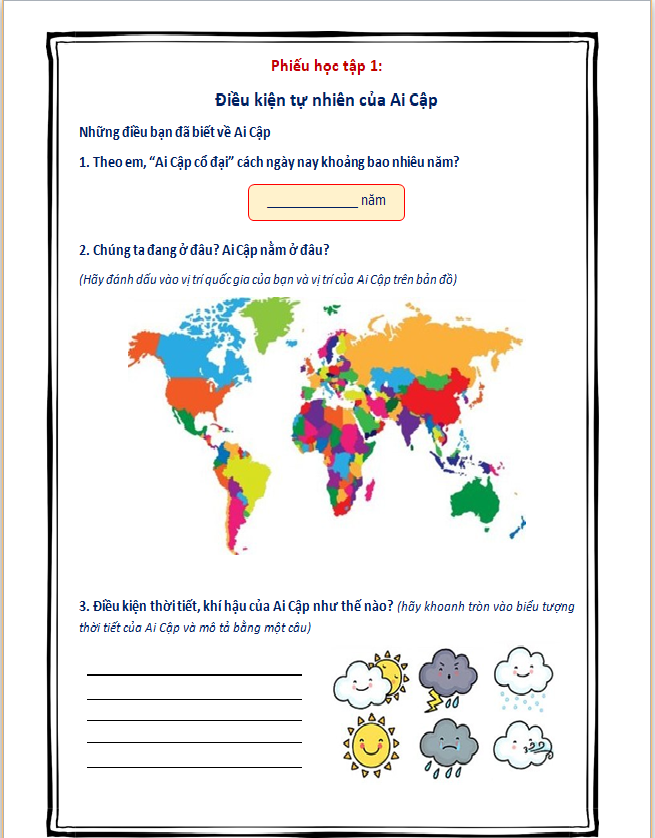 Phiếu học tập 1:
Điều kiện tự nhiên của Ai Cập
Những điều bạn đã biết về Ai Cập
1. Theo em, “Ai Cập cổ đại” cách ngày nay khoảng bao nhiêu năm?
_____________ năm
2. Chúng ta đang ở đâu? Ai Cập nằm ở đâu?
(Hãy đánh dấu vào vị trí quốc gia của bạn và vị trí của Ai Cập trên bản đồ)
3. Điều kiện thời tiết, khí hậu của Ai Cập như thế nào? (hãy khoanh tròn vào biểu tượng
thời tiết của Ai Cập và mô tả bằng một câu)